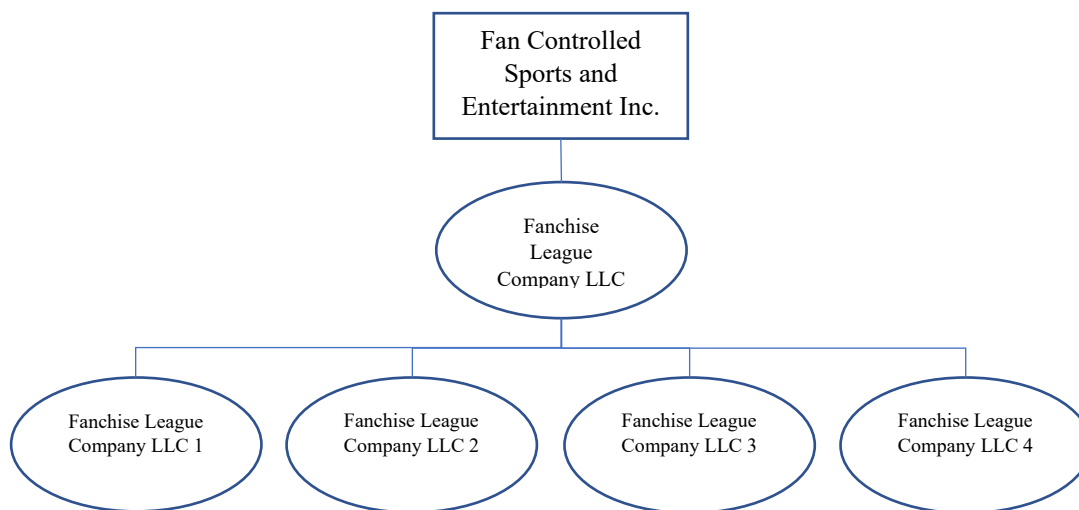 Fan Controlled
Sports and
Entertainment Inc.
Fanchise
League
Company LLC
Fanchise League
Company LLC 1
Fanchise League
Company LLC 2
Fanchise League
Company LLC 3
Fanchise League
Company LLC 4